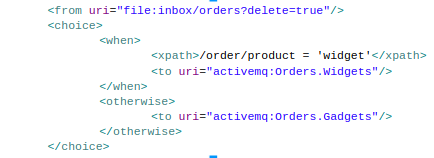 <from uri="file:inbox/orders?delete=true"/>
<choice>
<when>
<xpath>/order/product = 'widget'</xpath>
<to uri="activemq:Orders.Widgets"/>
</when>
<otherwise>
<to uri="activemq:Orders.Gadgets"/>
</otherwise>
</choice>